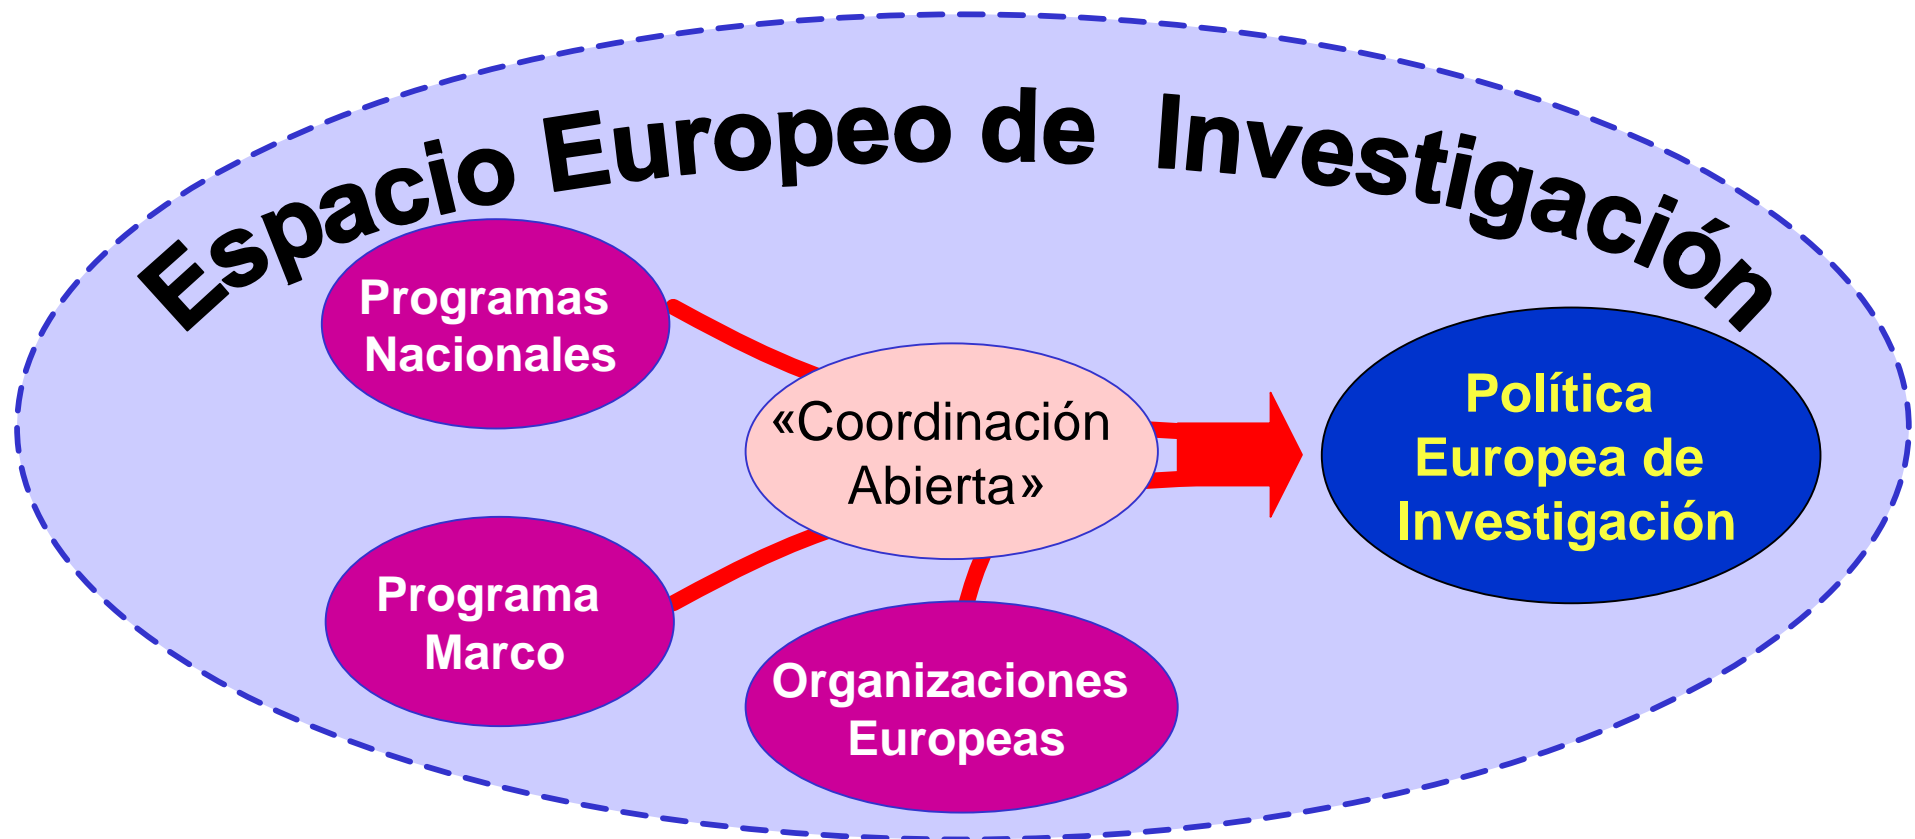 Espacio Europeo de Investigación
Programas
Nacionales
«Coordinación
Abierta»
Política
Europea de
Investigación
Programa
Marco
Organizaciones
Europeas